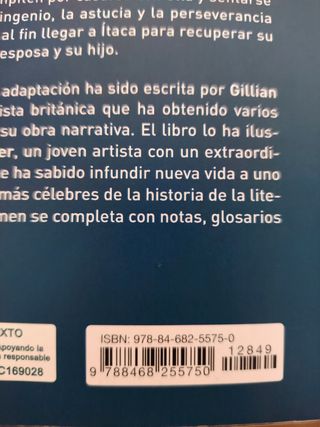 ingenio, la astucia y la perseverancia
al fin llegar a Ítaca para recuperar su
esposa y su hijo.
adaptación ha sido escrita por Gillian
ista británica que ha obtenido varios
su obra narrativa. El libro lo ha ilus-
er, un joven artista con un extraordi-
e ha sabido infundir nueva vida a uno
más célebres de la historia de la lite-
men se completa con notas, glosarios
EXTO
apoyando la
responsable
C169028
ISBN: 978-84-682-5575-0
12849
9 788468 255750